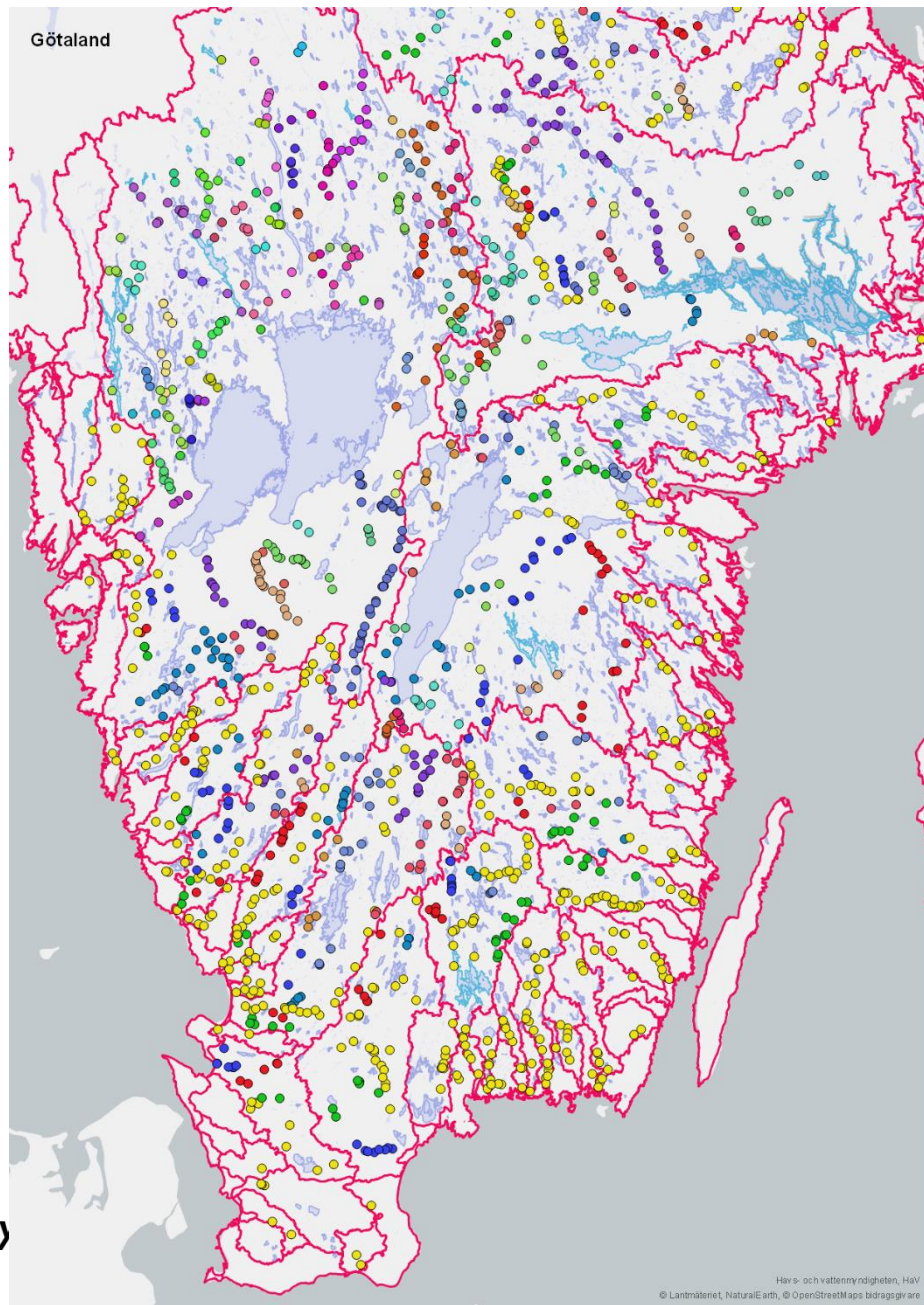 Götaland
Havs- och vattenmyndigheten, HaV
© Lantmäteriet, NaturalEarth, © OpenStreetMaps bidragsgivare